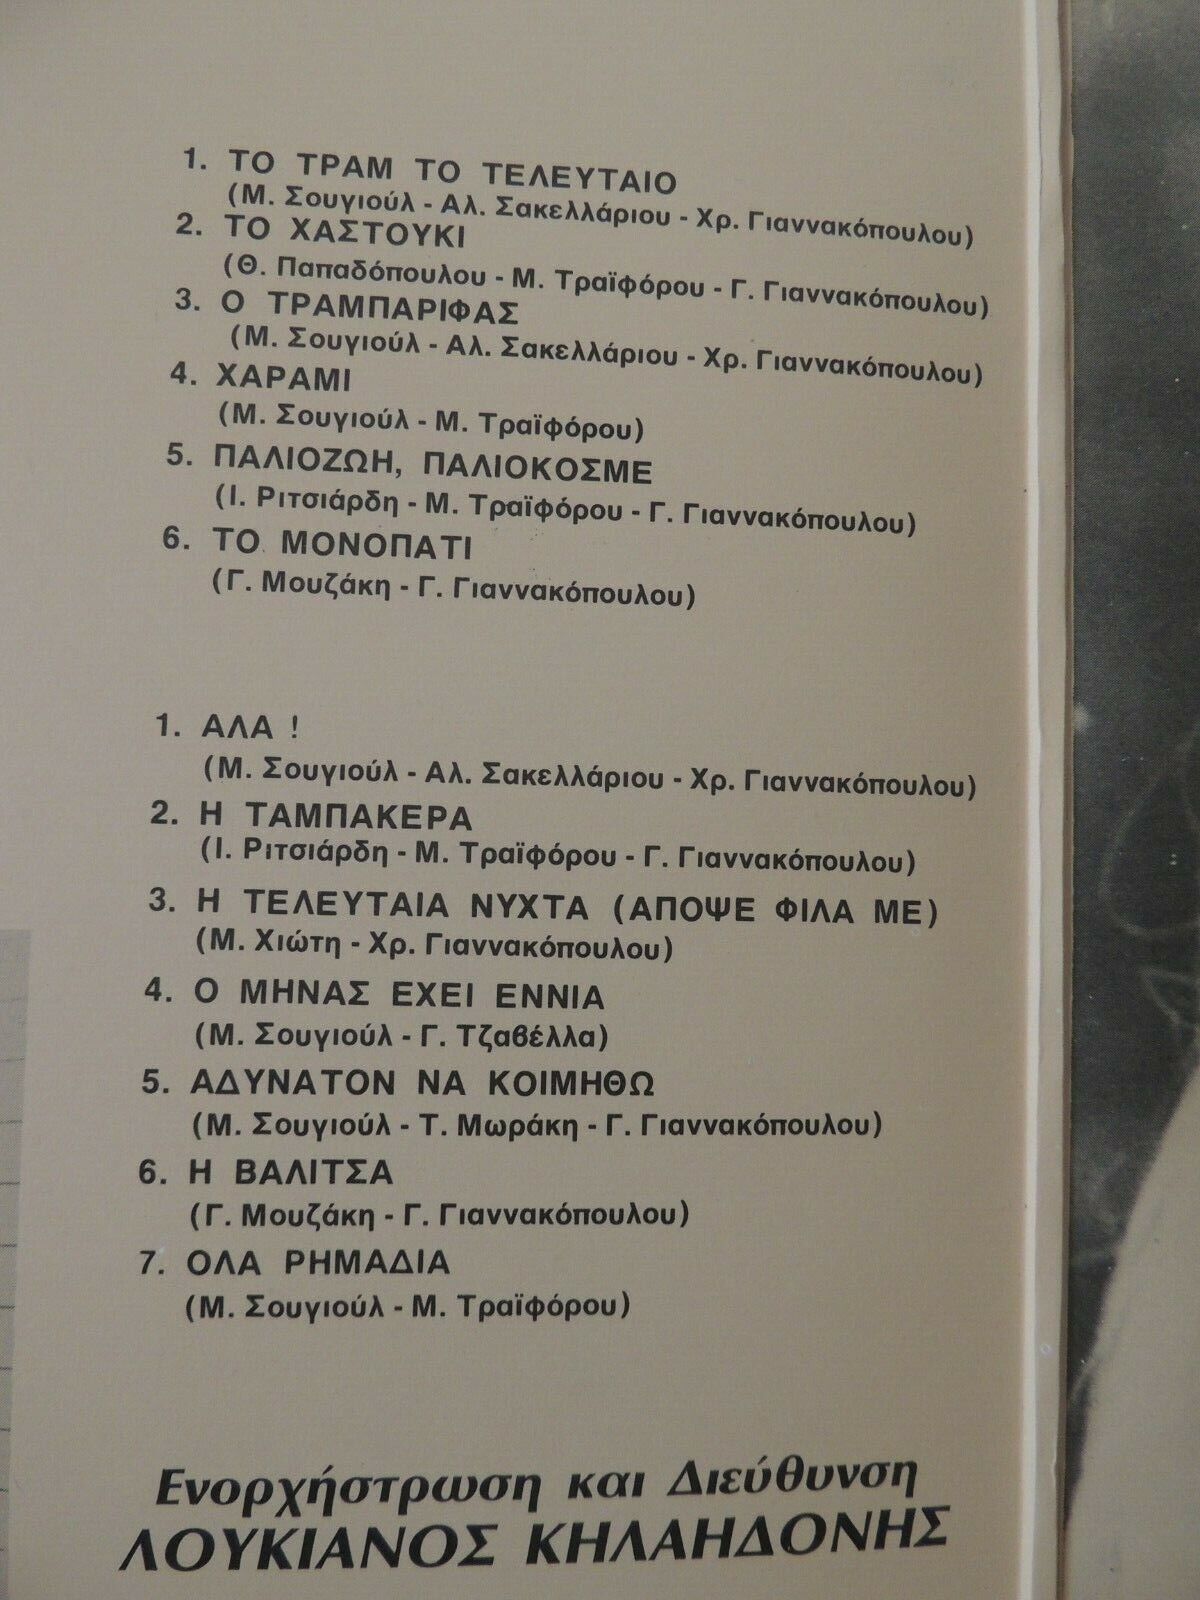 1. ΤΟ ΤΡΑΜ ΤΟ ΤΕΛΕΥΤΑΙΟ
(Μ. Σουγιούλ - Αλ. Σακελλάριου - Χρ. Γιαννακόπουλου)
2. ΤΟ ΧΑΣΤΟΥΚΙ
(Θ. Παπαδόπουλου - Μ. Τραϊφόρου - Γ. Γιαννακόπουλου)
3. Ο ΤΡΑΜΠΑΡΙΦΑΣ
(Μ. Σουγιούλ - Αλ. Σακελλάριου - Χρ. Γιαννακόπουλου)
4. ΧΑΡΑΜΙ
(Μ. Σουγιούλ - Μ. Τραϊφόρου)
5. ΠΑΛΙΟΖΩΗ, ΠΑΛΙΟΚΟΣΜΕ
(Ι. Ριτσιάρδη - Μ. Τραϊφόρου - Γ. Γιαννακόπουλου)
6. ΤΟ ΜΟΝΟΠΑΤΙ
(Γ. Μουζάκη - Γ. Γιαννακόπουλου)
1. ΑΛΑ !
(Μ. Σουγιούλ - Αλ. Σακελλάριου - Χρ. Γιαννακόπουλου)
2. Η ΤΑΜΠΑΚΕΡΑ
(Ι. Ριτσιάρδη - Μ. Τραϊφόρου - Γ. Γιαννακόπουλου)
3. Η ΤΕΛΕΥΤΑΙΑ ΝΥΧΤΑ (ΑΠΟΨΕ ΦΙΛΑ ΜΕ)
(Μ. Χιώτη - Χρ. Γιαννακόπουλου)
4. Ο ΜΗΝΑΣ ΕΧΕΙ ΕΝΝΙΑ
(Μ. Σουγιούλ - Γ. Τζαβέλλα)
5. ΑΔΥΝΑΤΟΝ ΝΑ ΚΟΙΜΗΘΩ
(Μ. Σουγιούλ - Τ. Μωράκη - Γ. Γιαννακόπουλου)
6. Η ΒΑΛΙΤΣΑ
(Γ. Μουζάκη - Γ. Γιαννακόπουλου)
7. ΟΛΑ ΡΗΜΑΔΙΑ
(Μ. Σουγιούλ - Μ. Τραϊφόρου)
Ενορχήστρωση και Διεύθυνση
ΛΟΥΚΙΑΝΟΣ ΚΗΛΑΗΔΟΝΗΣ